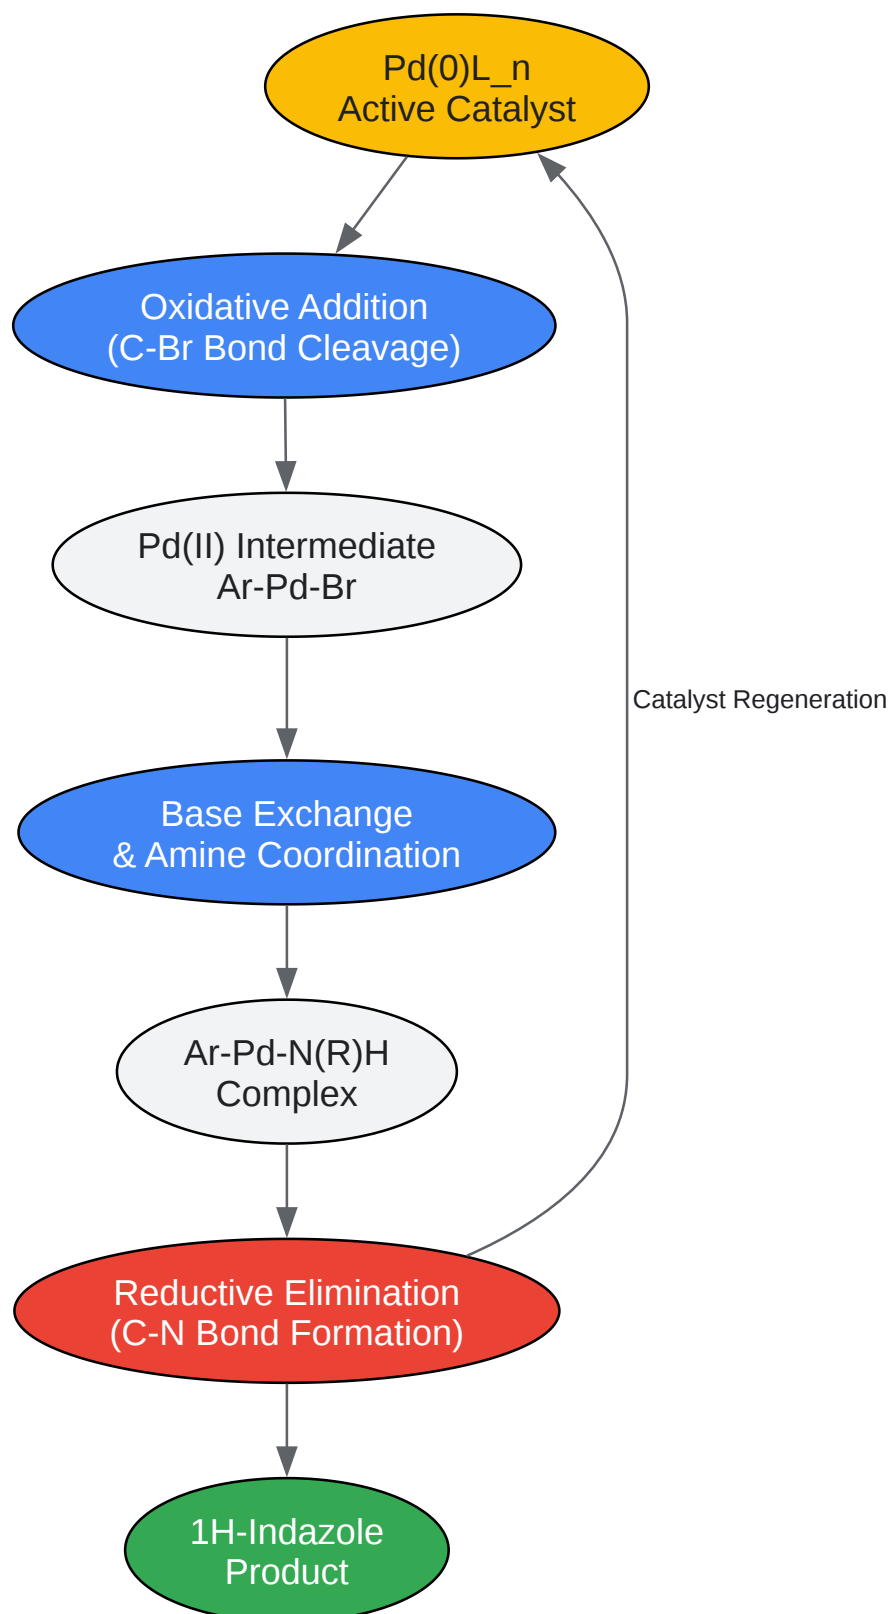 Pd(0)L_n
Active Catalyst
Oxidative Addition
(C-Br Bond Cleavage)
Pd(II) Intermediate
Ar-Pd-Br
Catalyst Regeneration
Base Exchange
& Amine Coordination
Ar-Pd-N(R)H
Complex
Reductive Elimination
(C-N Bond Formation)
1H-Indazole
Product